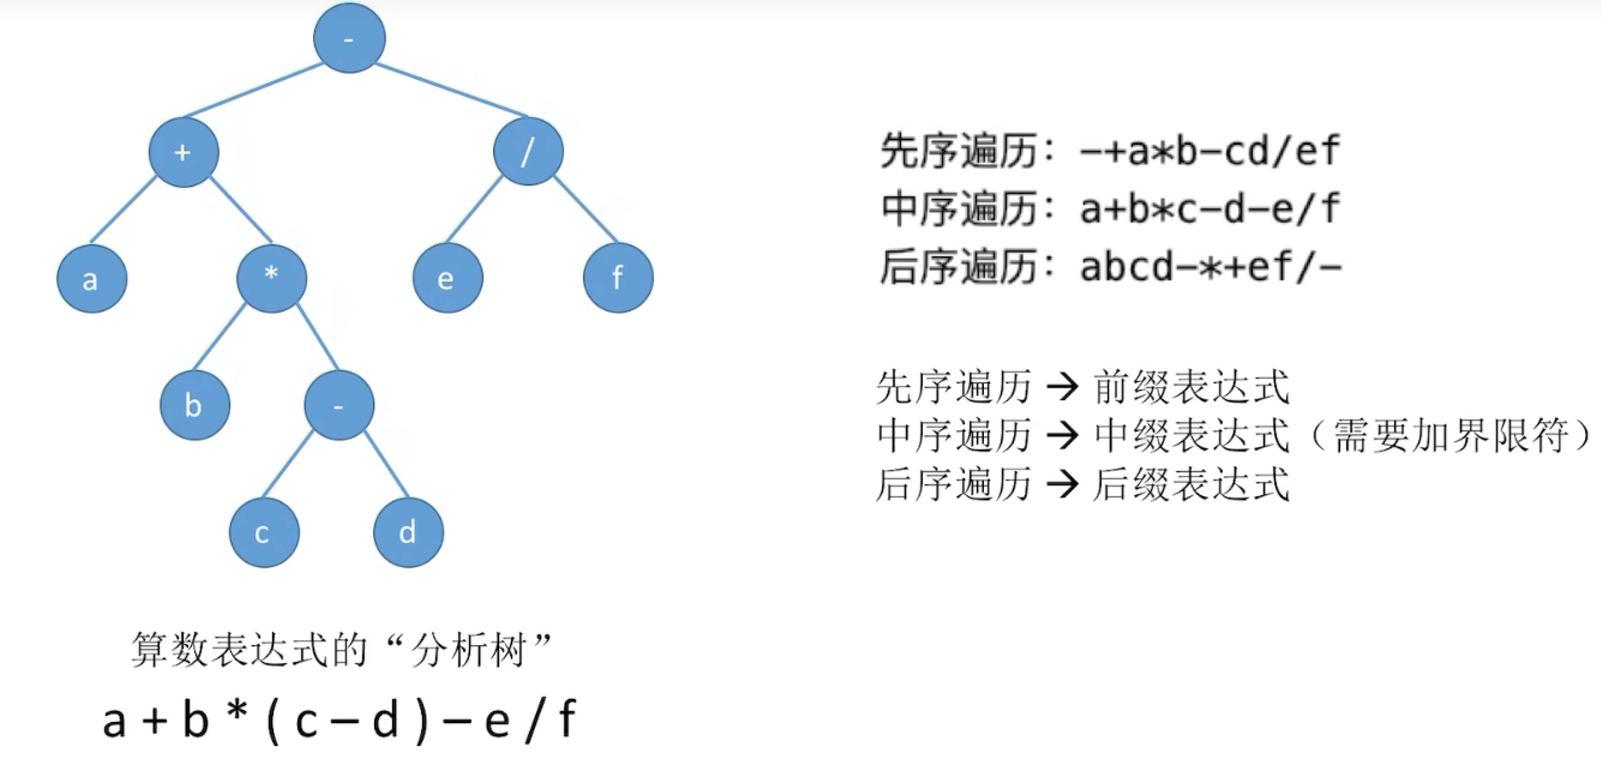 -
+
/
a
*
e
f
b
-
c
d
算数表达式的“分析树”
a+b*(c–d)–e/f
先序遍历：-+a*b-cd/ef
中序遍历：a+b*c-d-e/f
后序遍历：abcd-*+ef/-
先序遍历→前缀表达式
中序遍历→中缀表达式（需要加界限符）
后序遍历→后缀表达式